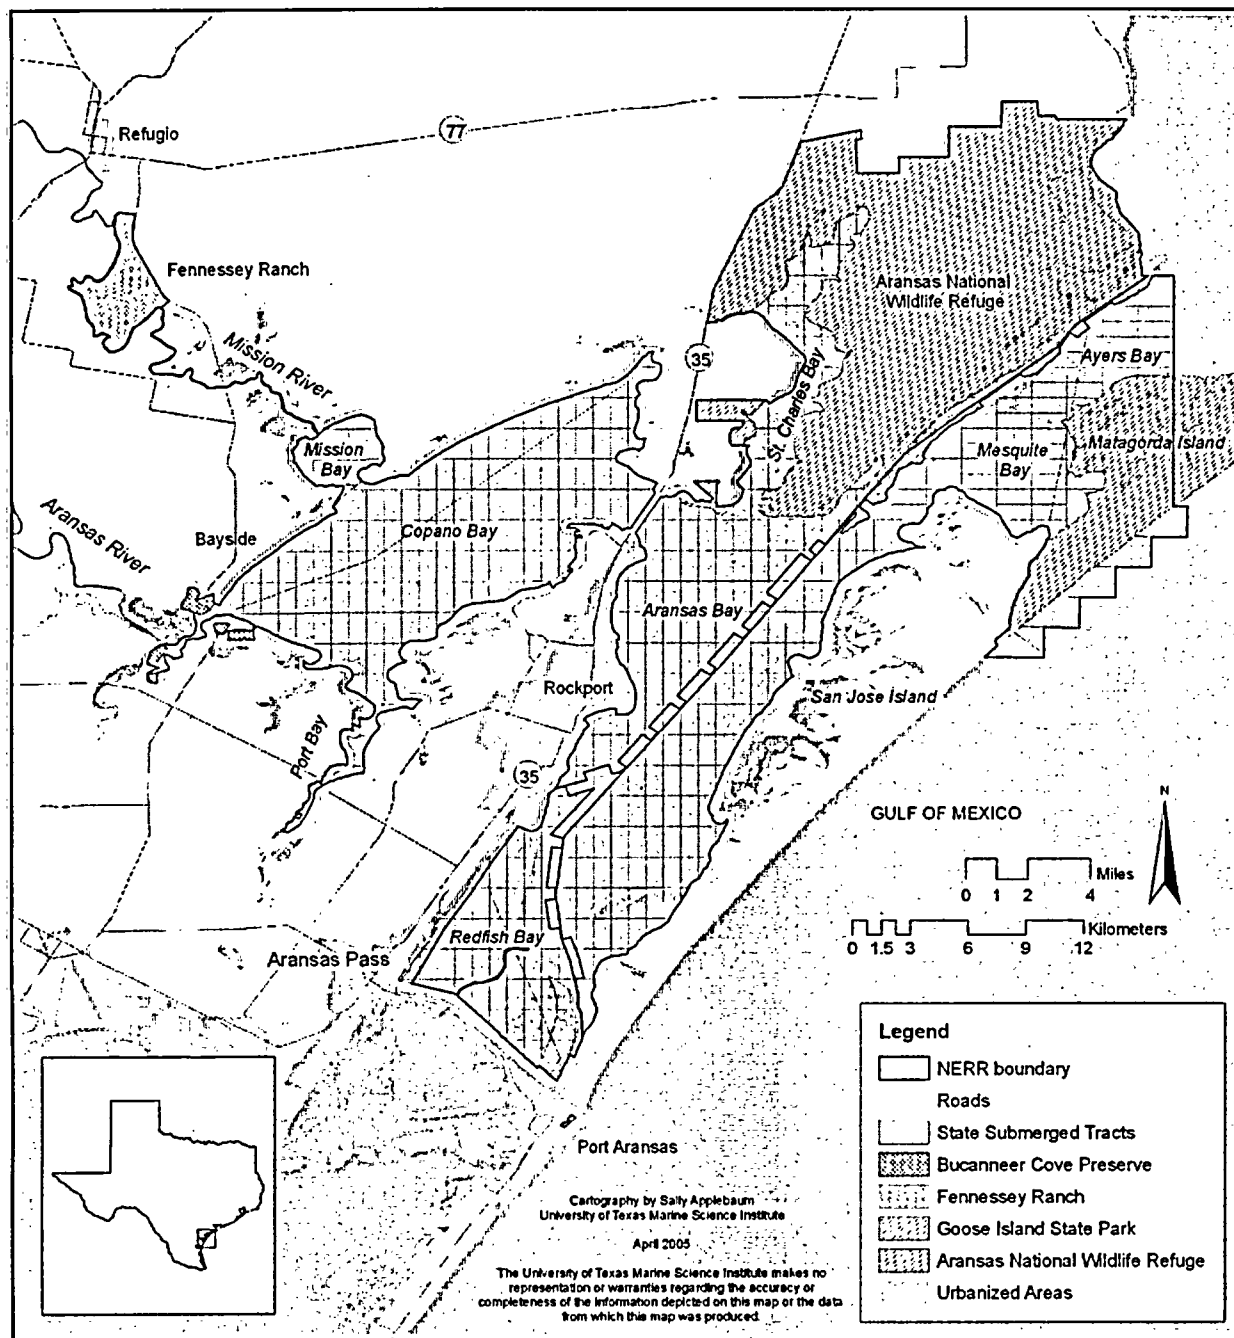 Refugio
77
Fennessey Ranch
Mission River
Aransas National
Wildlife Refuge
35
Ayers Bay
St. Charles Bay
Mission
Bay
Mesquite
Bay
Matagorda Island
Aransas River
Bayside
Copano Bay
Aransas Bay
Rockport
San Jose Island
Port Bay
35
GULF OF MEXICO
N
Miles
0 1 2 4
Kilometers
0 1.5 3 6 9 12
Redfish Bay
Aransas Pass
Port Aransas
Legend
NERR boundary
Roads
State Submerged Tracts
Bucanneer Cove Preserve
Fennessey Ranch
Goose Island State Park
Aransas National Wildlife Refuge
Urbanized Areas
Cartography by Sally Applebaum
University of Texas Marine Science Institute
April 2005
The University of Texas Marine Science Institute makes no
representation or warranties regarding the accuracy or
completeness of the information depicted on this map or the data
from which this map was produced.